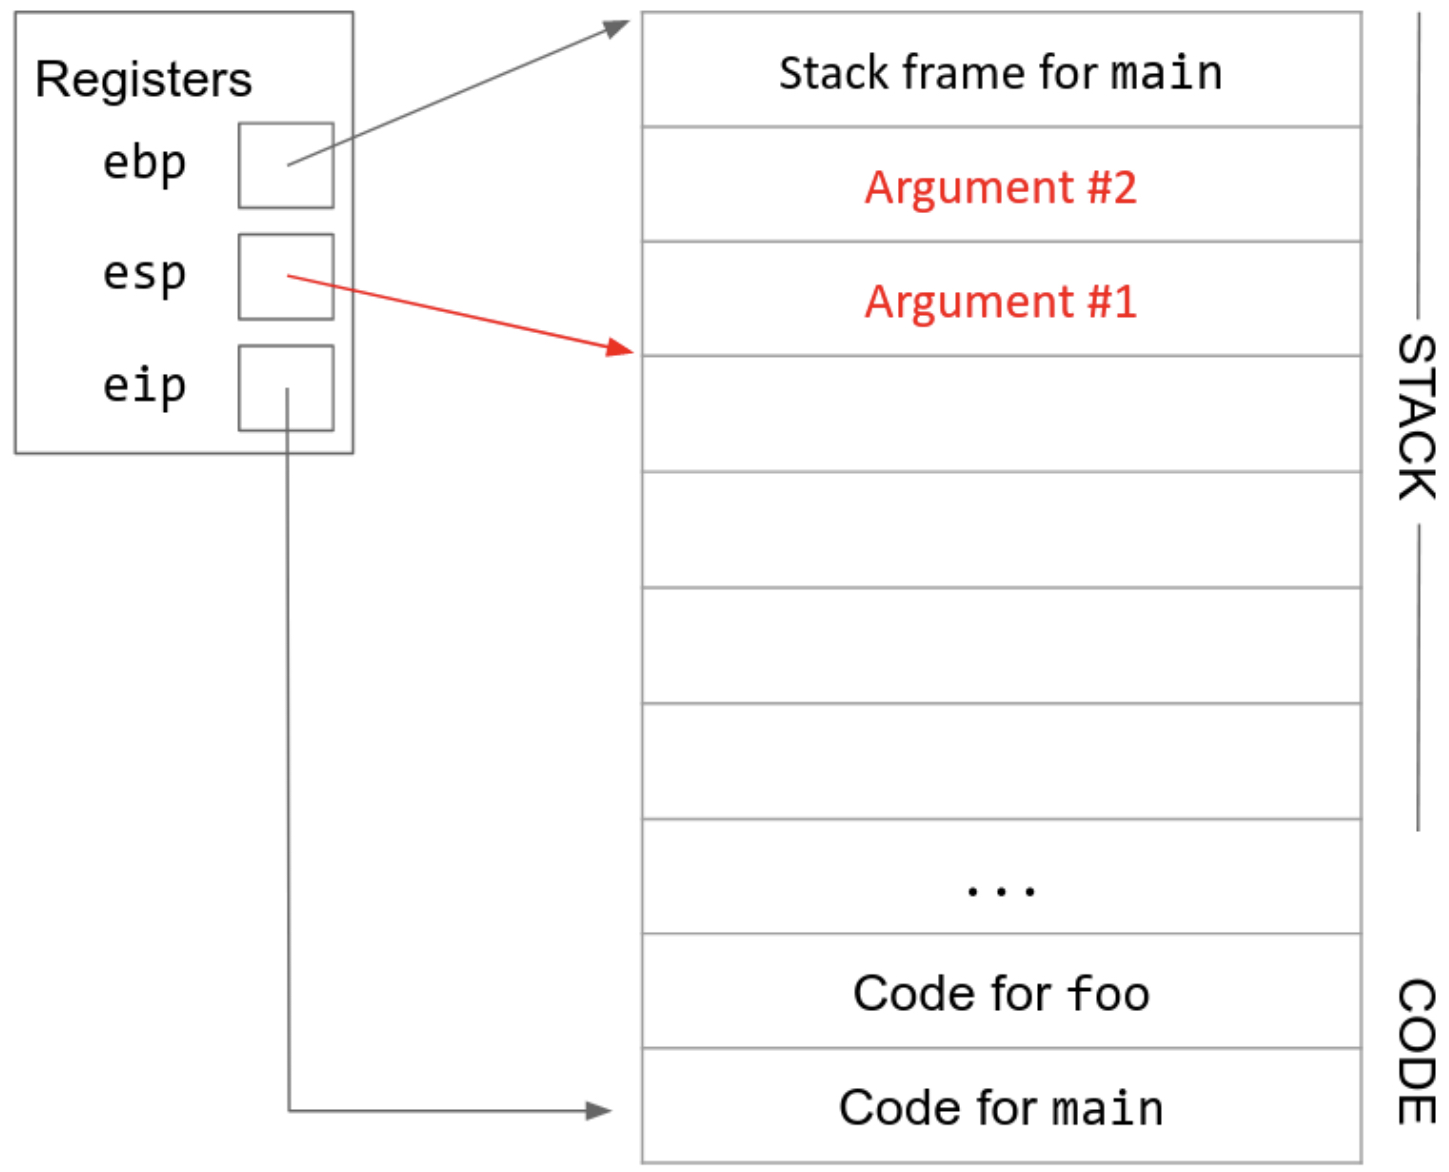 Registers
ebp
esp
eip
Stack frame for main
Argument #2
Argument #1
...
Code for foo
Code for main
STACK
CODE